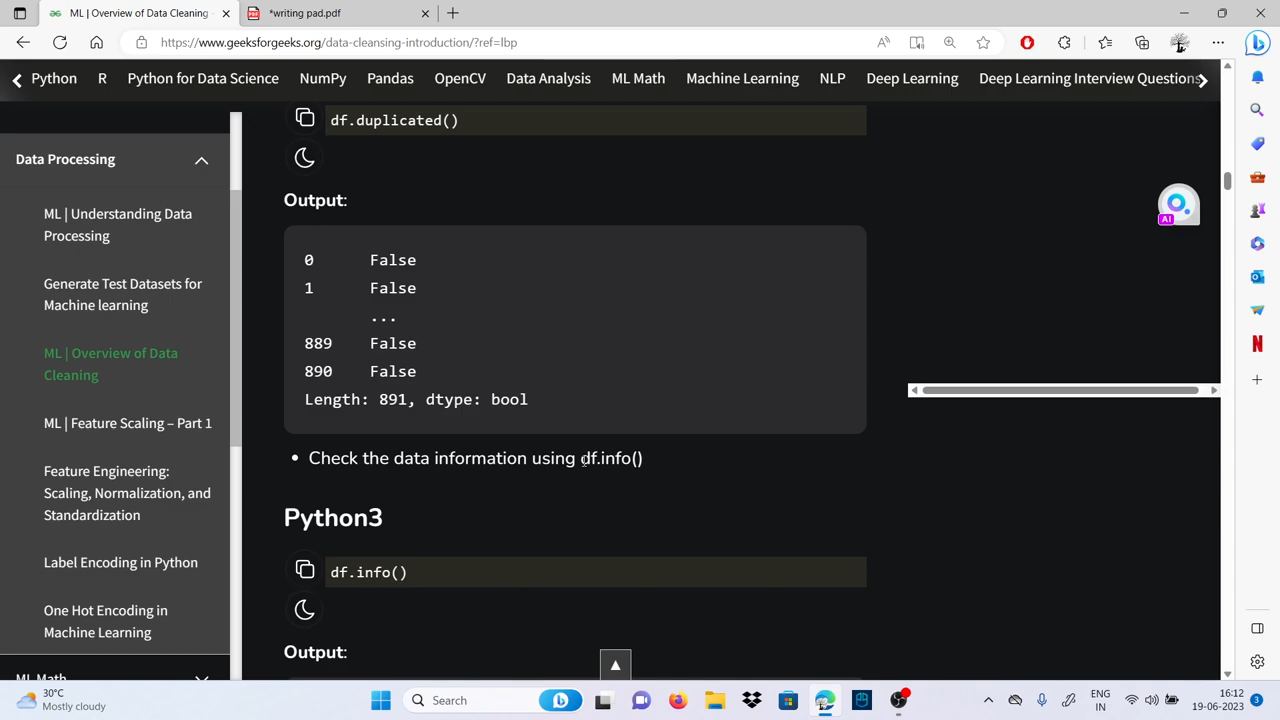 ML | Overview of Data Cleaning -
*writing pad.pdf
https://www.geeksforgeeks.org/data-cleansing-introduction/?ref=lbp
Python R Python for Data Science NumPy Pandas OpenCV Data Analysis ML Math Machine Learning NLP Deep Learning Deep Learning Interview Questions
Data Processing
ML | Understanding Data
Processing
Generate Test Datasets for
Machine learning
ML | Overview of Data
Cleaning
ML | Feature Scaling – Part 1
Feature Engineering:
Scaling, Normalization, and
Standardization
Label Encoding in Python
One Hot Encoding in
Machine Learning
ML Math
df.duplicated()
Output:
0 False
1 False
...
889 False
890 False
Length: 891, dtype: bool
• Check the data information using df.info()
Python3
df.info()
Output:
▲
AI
30°C
Mostly cloudy
Search
ENG
IN
16:12
19-06-2023
3